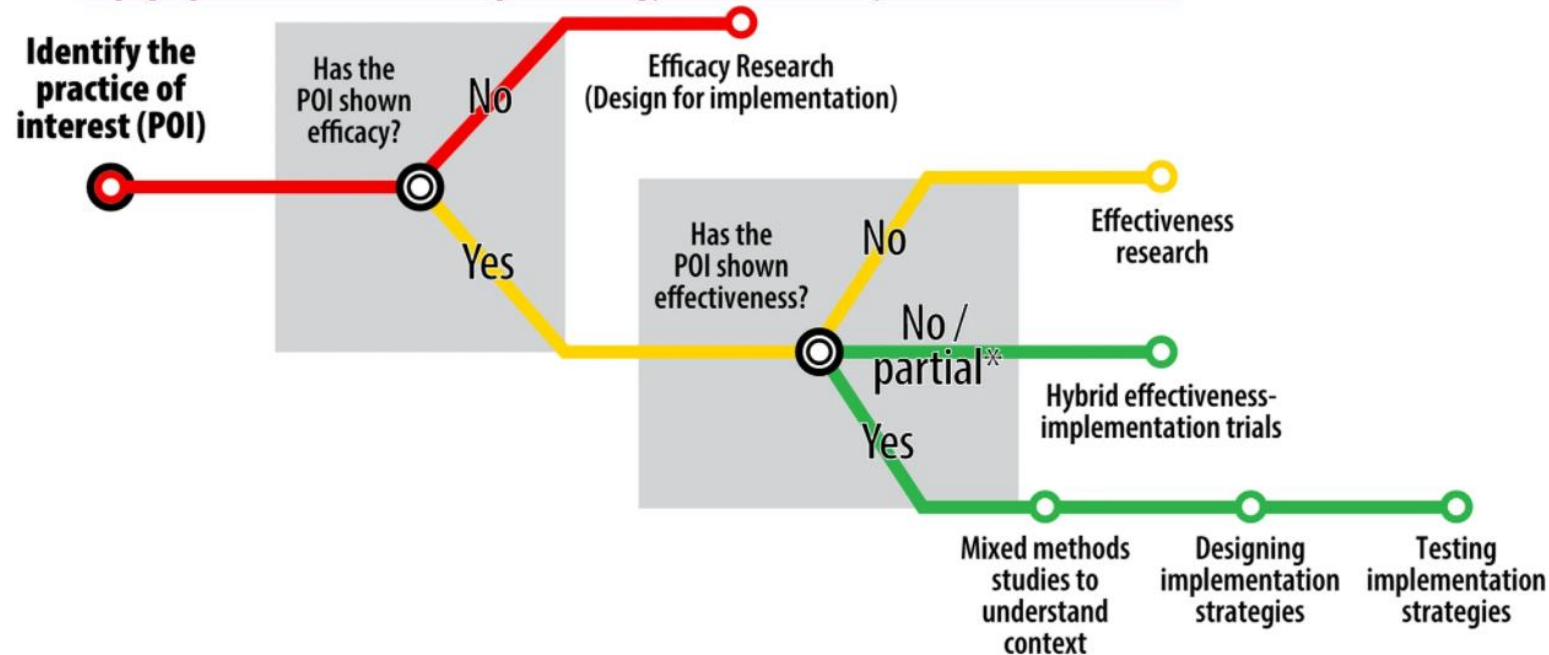 Identify the
practice of
interest (POI)
Has the
POI shown
efficacy?
No
Yes
Efficacy Research
(Design for implementation)
Has the
POI shown
effectiveness?
No
No /
partial*
Yes
Effectiveness
research
Hybrid effectiveness-
implementation trials
Mixed methods
studies to
understand
context
Designing
implementation
strategies
Testing
implementation
strategies